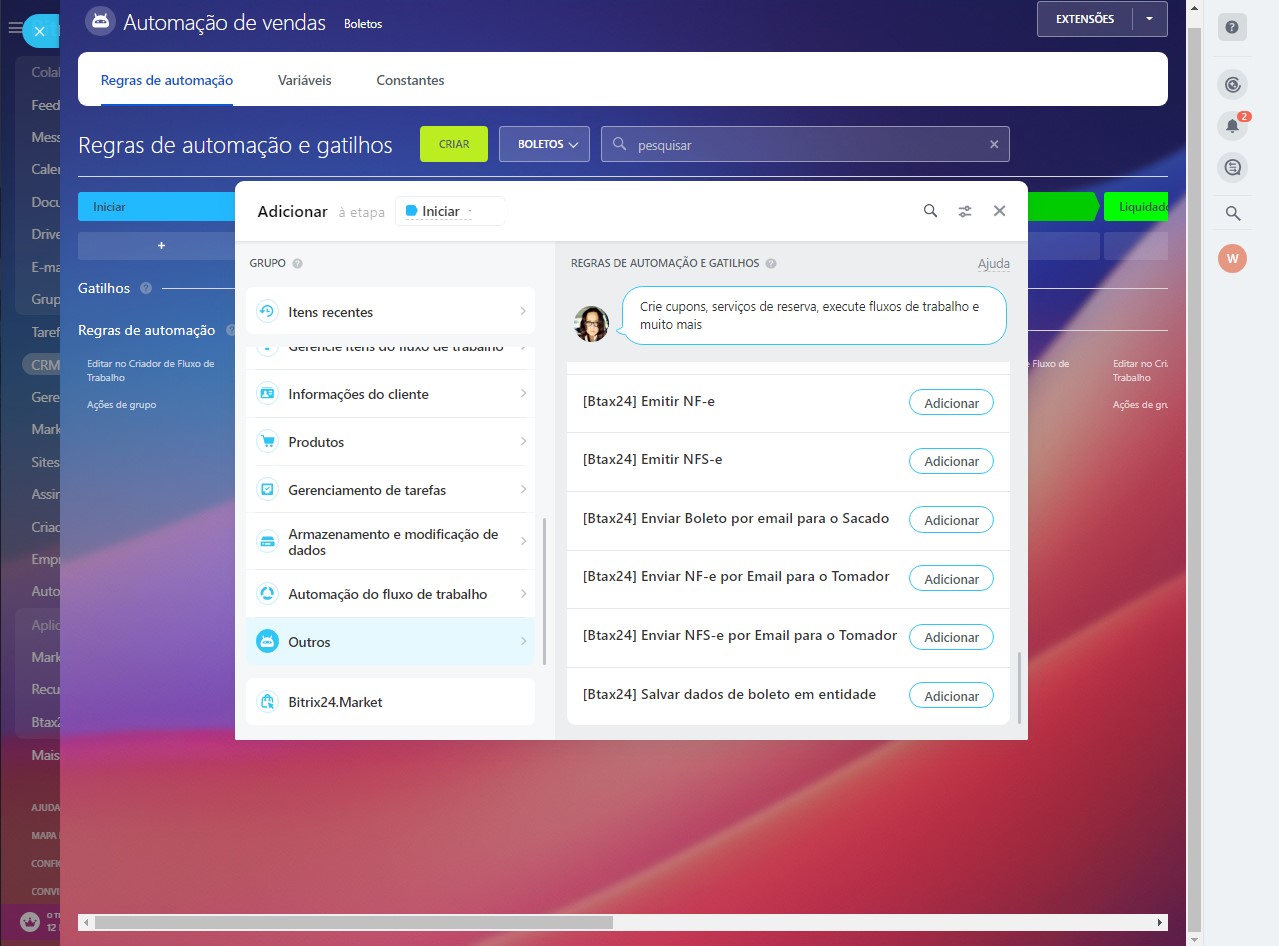 Automação de vendas
Boletos
EXTENSÕES
Regras de automação
Variáveis
Constantes
Regras de automação e gatilhos
CRIAR
BOLETOS
pesquisar
Iniciar
Liquidado
+
Gatilhos
Regras de automação
Editar no Criador de Fluxo de
Trabalho
Ações de grupo
Fluxo de
Editar no Cri
Trabalho
Ações de gru
Adicionar
à etapa
Iniciar
GRUPO
Itens recentes
Gerencie itens do fluxo de trabalho
Informações do cliente
Produtos
Gerenciamento de tarefas
Armazenamento e modificação de
dados
Automação do fluxo de trabalho
Outros
Bitrix24.Market
REGRAS DE AUTOMAÇÃO E GATILHOS
Ajuda
Crie cupons, serviços de reserva, execute fluxos de trabalho e
muito mais
[Btax24] Emitir NF-e
Adicionar
[Btax24] Emitir NFS-e
Adicionar
[Btax24] Enviar Boleto por email para o Sacado
Adicionar
[Btax24] Enviar NF-e por Email para o Tomador
Adicionar
[Btax24] Enviar NFS-e por Email para o Tomador
Adicionar
[Btax24] Salvar dados de boleto em entidade
Adicionar
Colal
Feed
Mess
Caler
Docu
Drive
E-ma
Grup
Taref
CRM
Gere
Mark
Sites
Assir
Criac
Empr
Auto
Aplic
Mark
Recu
Btax2
Mais
AJUDA
MAPA
CONFI
CONVI
O TI
12
2
W